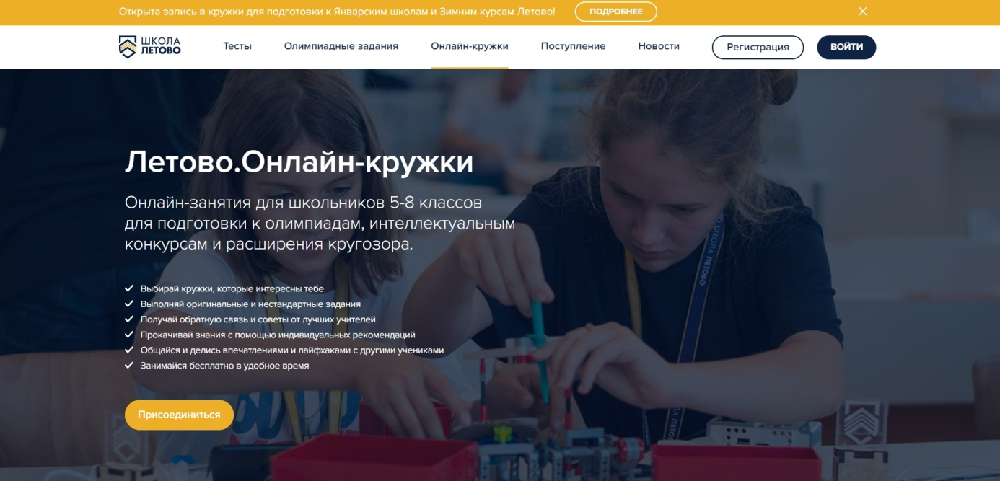 Открыта запись в кружки для подготовки к Январским школам и Зимним курсам Летово! ПОДРОБНЕЕ
ШКОЛА
ЛЕТОВО
Тесты Олимпиадные задания Онлайн-кружки Поступление Новости Регистрация ВОЙТИ
Летово.Онлайн-кружки
Онлайн-занятия для школьников 5-8 классов
для подготовки к олимпиадам, интеллектуальным
конкурсам и расширения кругозора.
Выбирай кружки, которые интересны тебе
Выполняй оригинальные и нестандартные задания
Получай обратную связь и советы от лучших учителей
Прокачивай знания с помощью индивидуальных рекомендаций
Общайся и делись впечатлениями и лайфхаками с другими учениками
Занимайся бесплатно в удобное время
Присоединиться
ШКОЛА ЛЕТОВО